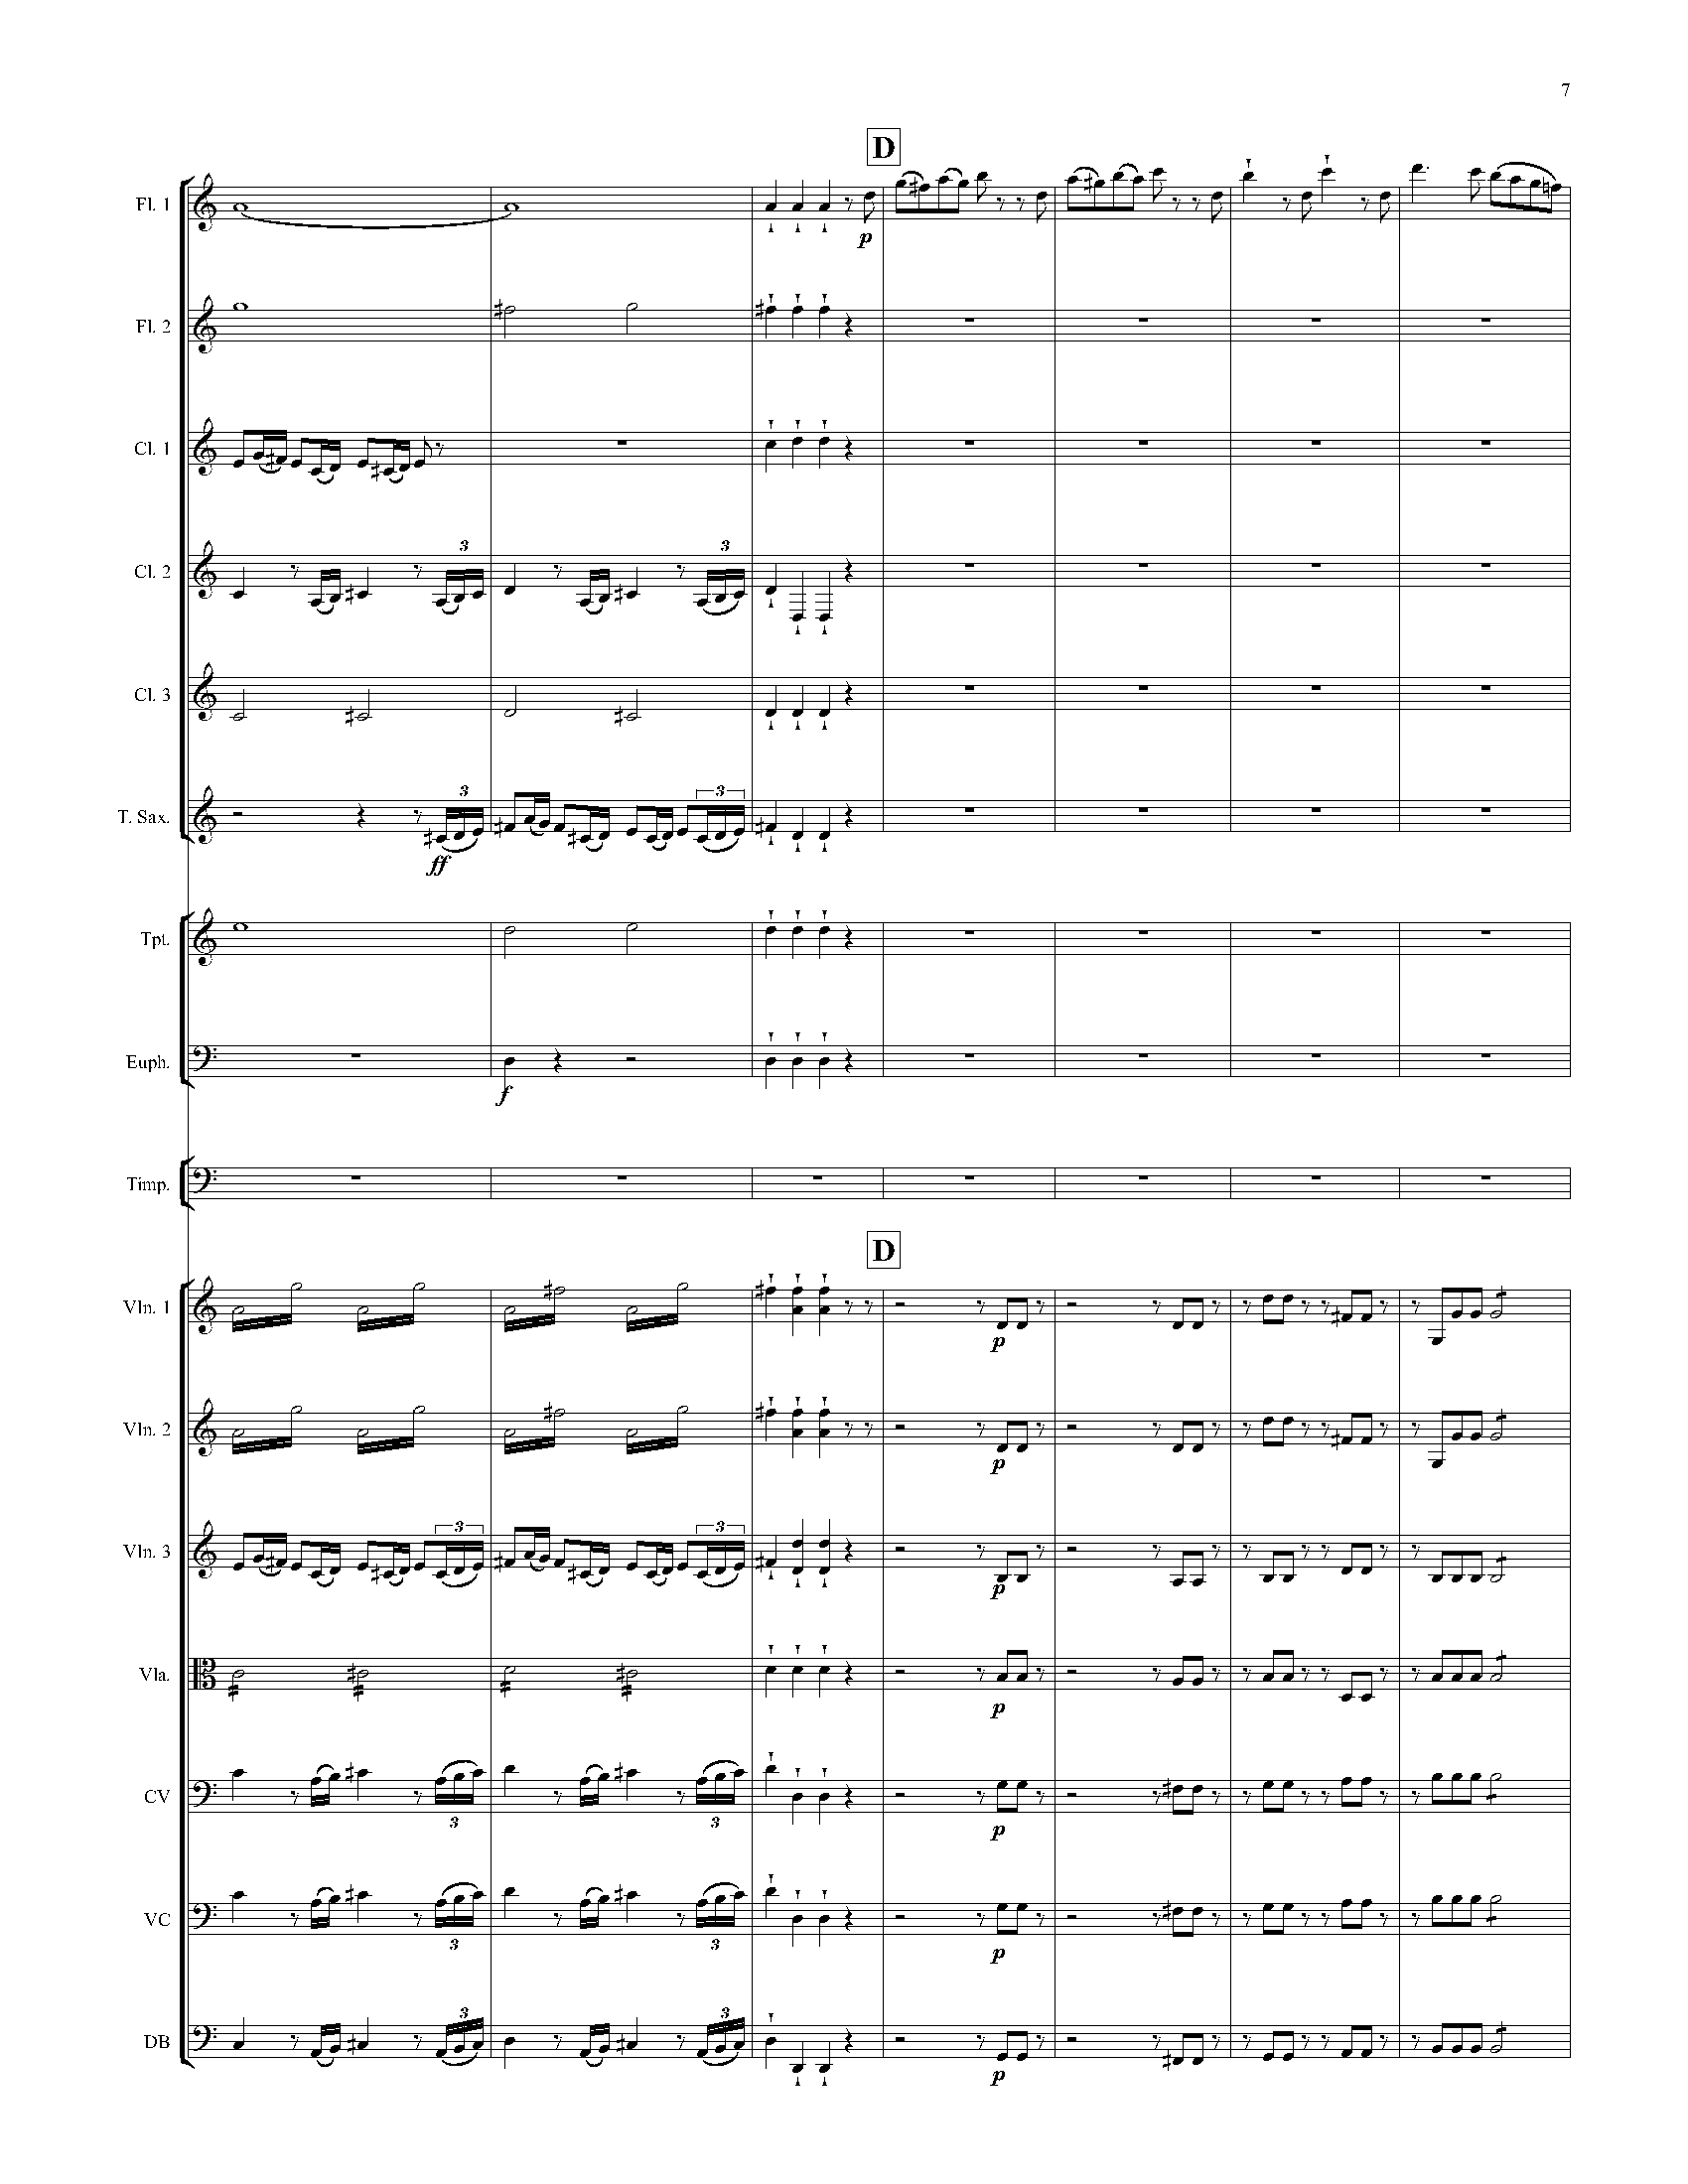 7
D
Fl. 1
p
Fl. 2
Cl. 1
Cl. 2
3
3
Cl. 3
T. Sax.
3
3
ff
Tpt.
Euph.
f
Timp.
D
Vln. 1
p
Vln. 2
p
Vln. 3
3
3
p
Vla.
p
CV
3
3
p
VC
3
3
p
DB
3
3
p